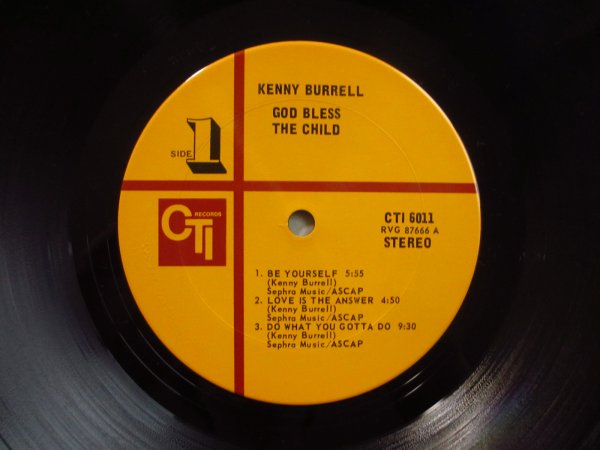 KENNY BURRELL
GOD BLESS
THE CHILD
SIDE 1
RECORDS
CTI
CTI 6011
RVG 87666 A
STEREO
1. BE YOURSELF 5:55
(Kenny Burrell)
Sephra Music/ASCAP
2. LOVE IS THE ANSWER 4:50
(Kenny Burrell)
Sephra Music/ASCAP
3. DO WHAT YOU GOTTA DO 9:30
(Kenny Burrell)
Sephra Music/ASCAP